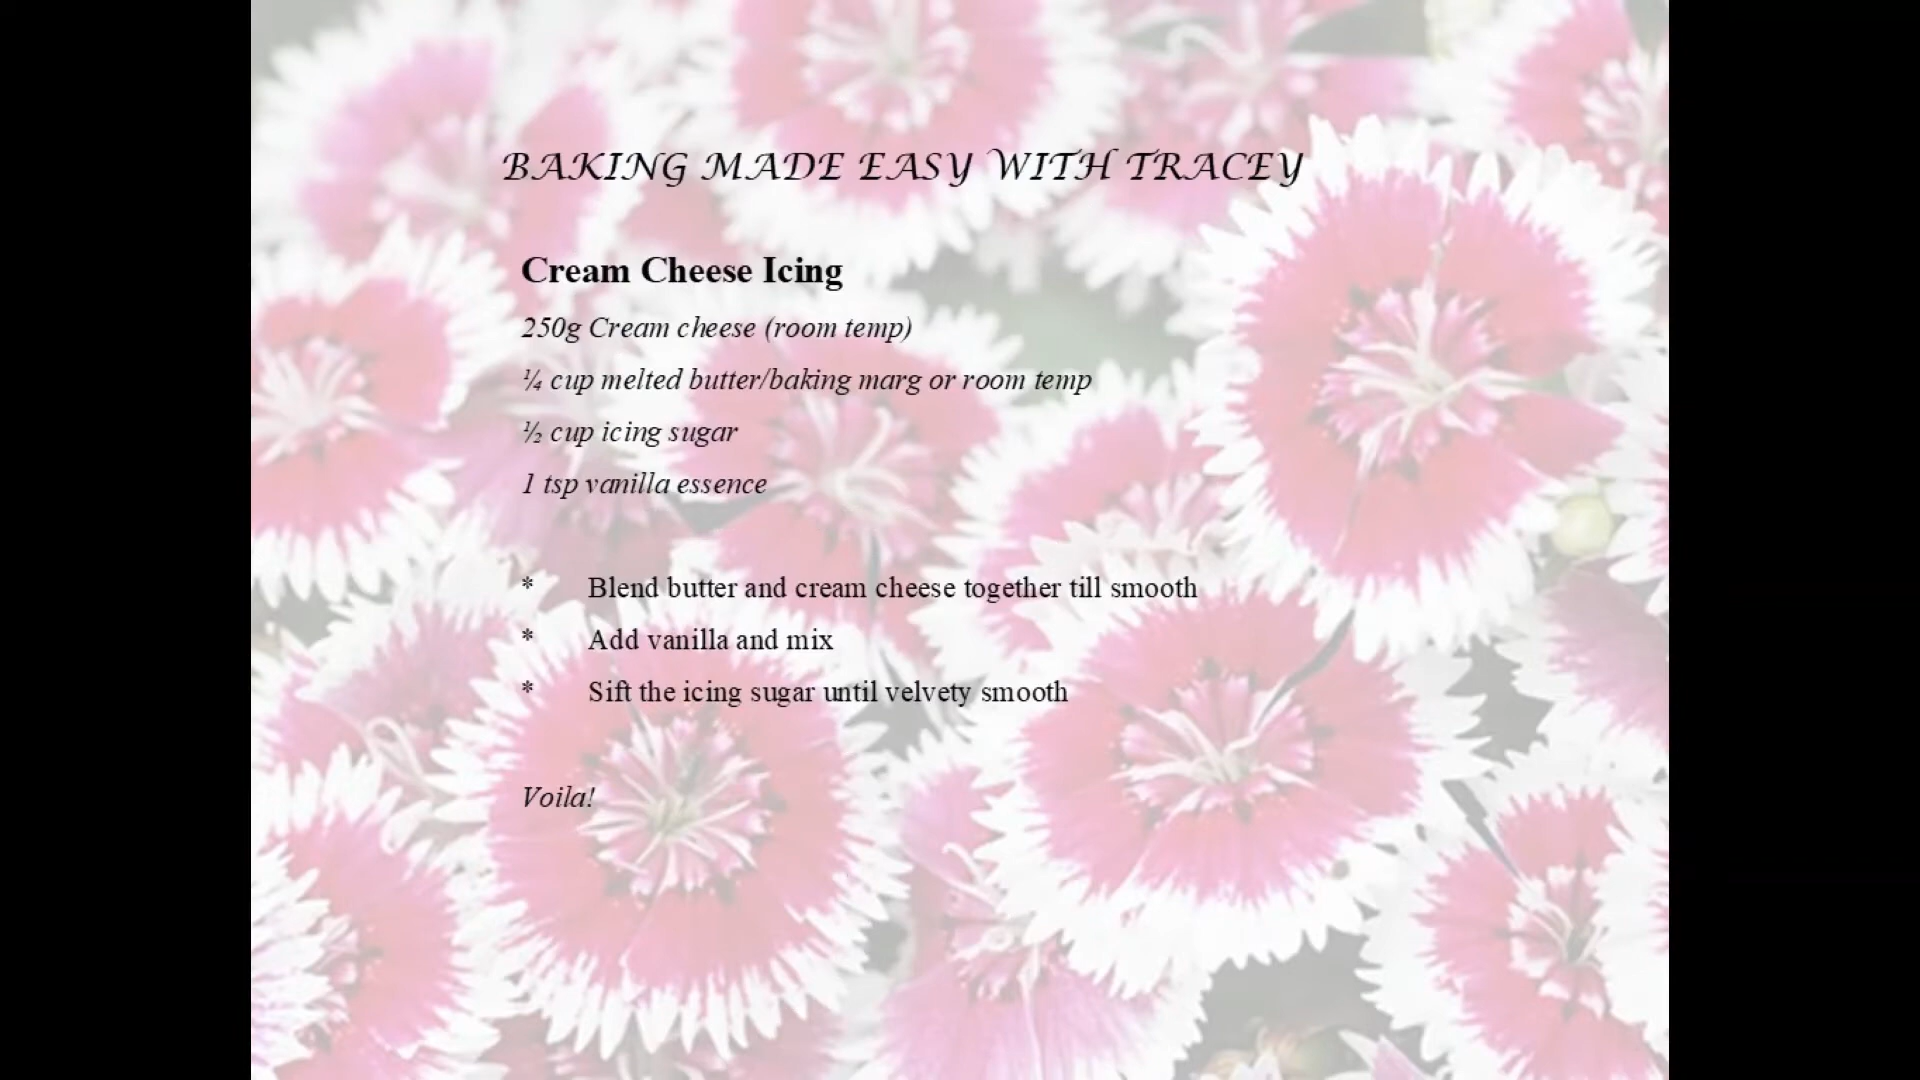 BAKING MADE EASY WITH TRACEY
Cream Cheese Icing
250g Cream cheese (room temp)
¼ cup melted butter/baking marg or room temp
½ cup icing sugar
1 tsp vanilla essence
* Blend butter and cream cheese together till smooth
* Add vanilla and mix
* Sift the icing sugar until velvety smooth
Voila!